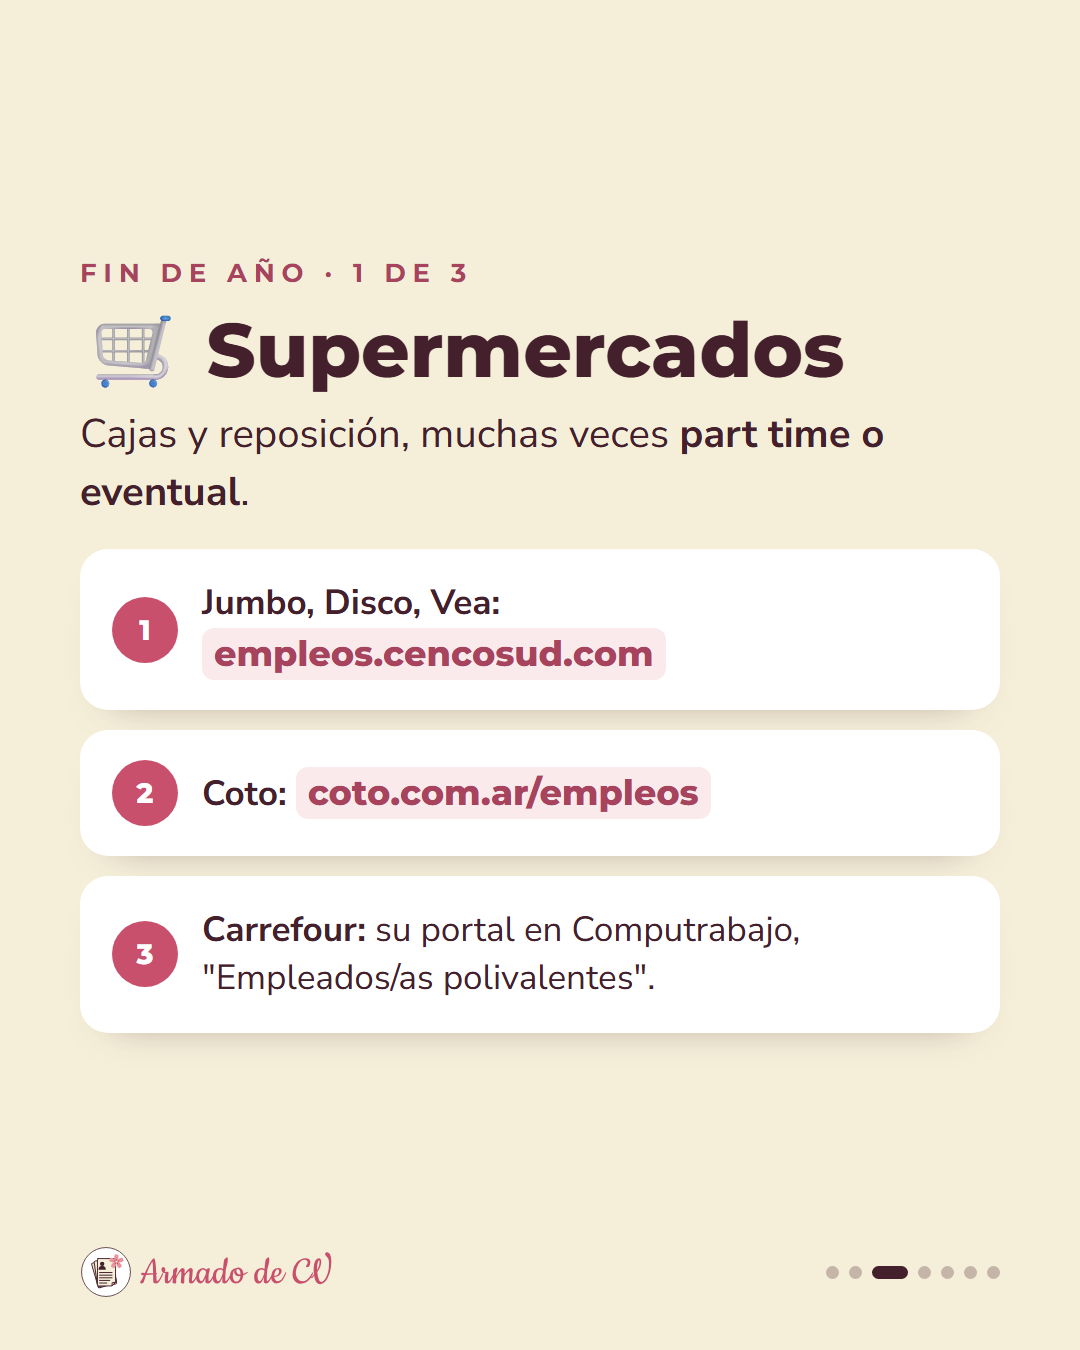 FIN DE AÑO · 1 DE 3
Supermercados
Cajas y reposición, muchas veces part time o
eventual.
1
Jumbo, Disco, Vea:
empleos.cencosud.com
2
Coto: coto.com.ar/empleos
3
Carrefour: su portal en Computrabajo,
"Empleados/as polivalentes".
Armado de CV